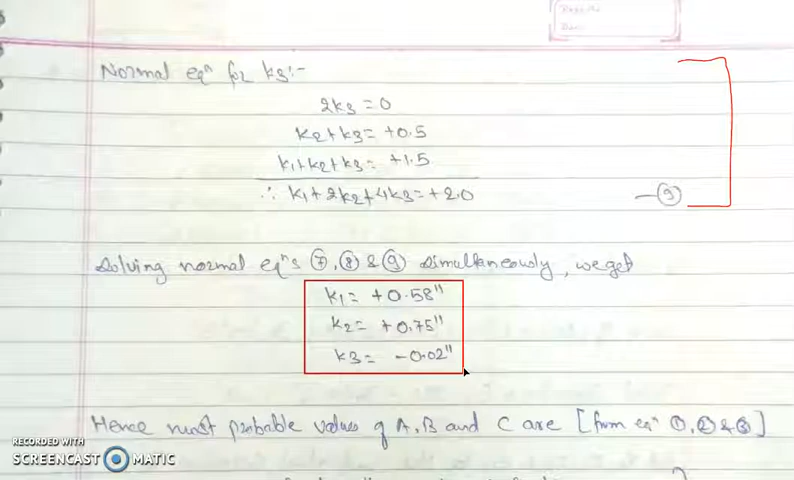 Normal eqⁿ for k3:-
2k3 = 0
k2+k3 = +0.5
k1+k2+k3 = +1.5
∴ k1+2k2+4k3 = +2.0 —⑨
Solving normal eqⁿs ⑦, ⑧ & ⑨ simultaneously, we get
k1 = +0.58"
k2 = +0.75"
k3 = -0.02"
Hence most probable values of A, B and C are [from eqⁿ ①, ② & ③]
RECORDED WITH
SCREENCAST MATIC